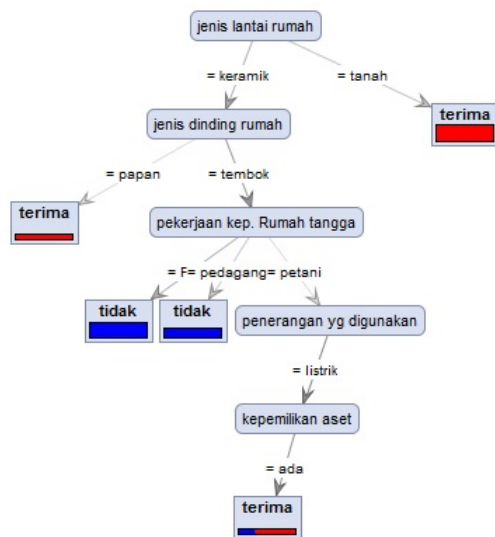 jenis lantai rumah
= keramik
= tanah
jenis dinding rumah
terima
= papan
= tembok
terima
pekerjaan kep. Rumah tangga
= F= pedagang= petani
tidak
tidak
penerangan yg digunakan
= listrik
kepemilikan aset
= ada
terima